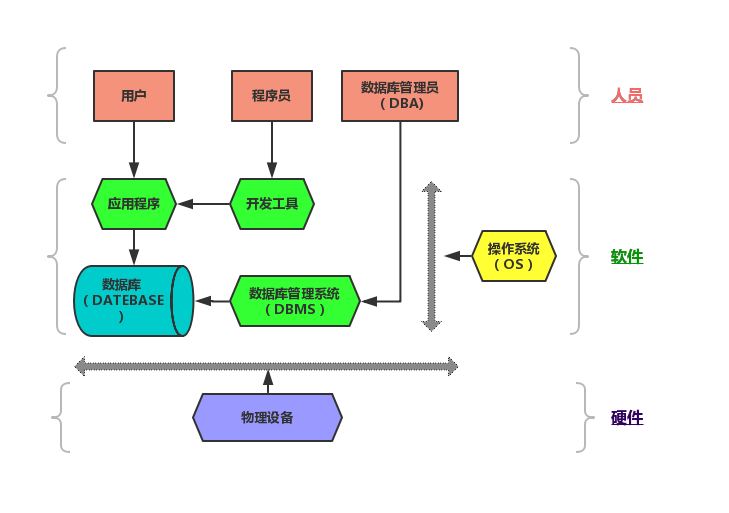 用户
程序员
数据库管理员
（DBA)
人员
应用程序
开发工具
操作系统
（OS）
软件
数据库
（DATEBASE
）
数据库管理系统
（DBMS）
物理设备
硬件